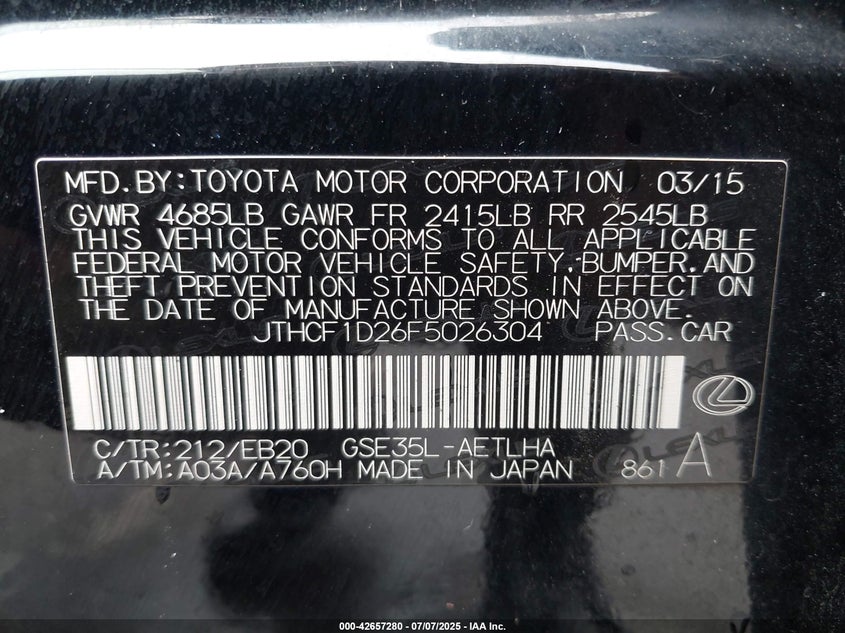 MFD.BY:TOYOTA MOTOR CORPORATION 03/15
GVWR 4685LB GAWR FR 2415LB RR 2545LB
THIS VEHICLE CONFORMS TO ALL APPLICABLE
FEDERAL MOTOR VEHICLE SAFETY,BUMPER,AND
THEFT PREVENTION STANDARDS IN EFFECT ON
THE DATE OF MANUFACTURE SHOWN ABOVE.
JTHCF1D26F5026304 PASS.CAR
C/TR:212/EB20 GSE35L-AETLHA
A/TM:A03A/A760H MADE IN JAPAN 861 A
000-42657280 - 07/07/2025 - IAA Inc.